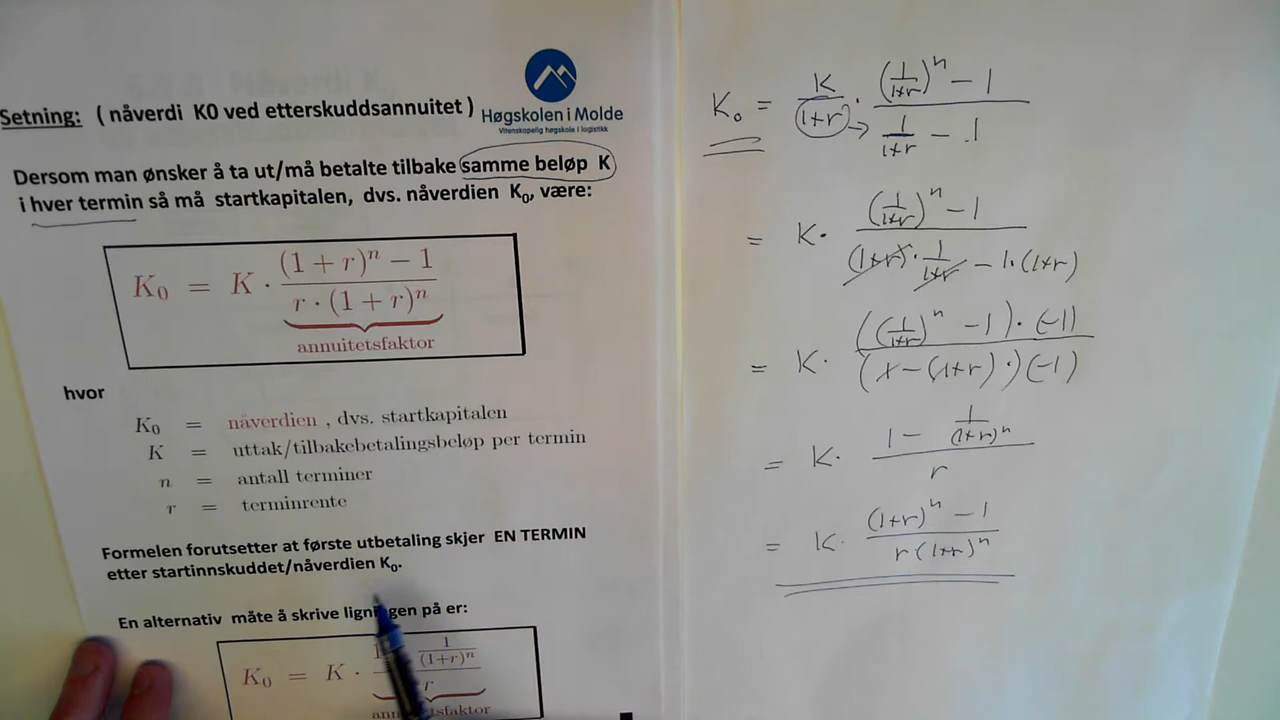 Setning: ( nåverdi K0 ved etterskuddsannuitet )
Høgskolen i Molde
Vitenskapelig høgskole i logistikk
Dersom man ønsker å ta ut/må betalte tilbake samme beløp K
i hver termin så må startkapitalen, dvs. nåverdien K₀, være:
K₀ = K · ((1 + r)ⁿ − 1) / (r · (1 + r)ⁿ)
annuitetsfaktor
hvor
K₀ = nåverdien , dvs. startkapitalen
K = uttak/tilbakebetalingsbeløp per termin
n = antall terminer
r = terminrente
Formelen forutsetter at første utbetaling skjer EN TERMIN
etter startinnskuddet/nåverdien K₀.
En alternativ måte å skrive ligningen på er:
K₀ = K · 1 1/(1+r)ⁿ / r
K₀ = K/(1+r) · ((1/(1+r))ⁿ − 1) / (1/(1+r) − 1)
= K · ((1/(1+r))ⁿ − 1) / ((1+r) · 1/(1+r) − 1·(1+r))
= K · (((1/(1+r))ⁿ − 1) · (−1)) / ((1 − (1+r) ·)(−1))
= K · (1 − 1/(1+r)ⁿ) / r
= K · ((1+r)ⁿ − 1) / (r(1+r)ⁿ)